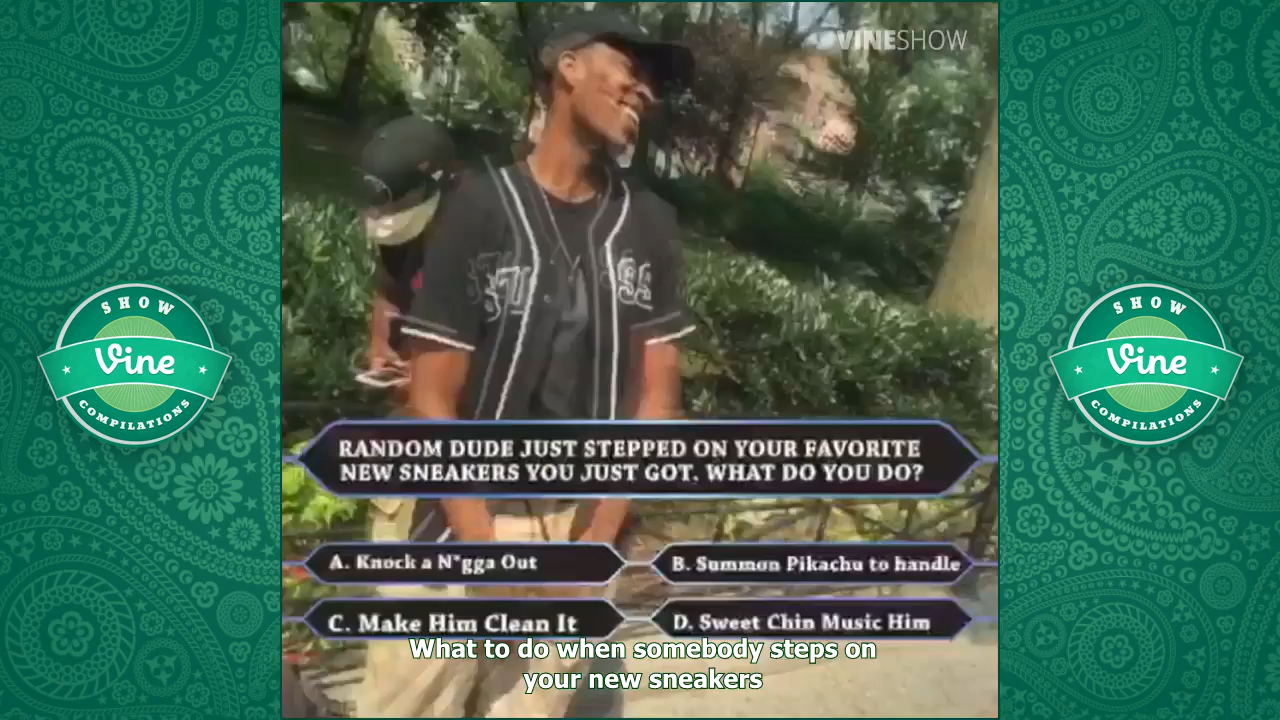 VINESHOW
SHOW
Vine
COMPILATIONS
SHOW
Vine
COMPILATIONS
RANDOM DUDE JUST STEPPED ON YOUR FAVORITE
NEW SNEAKERS YOU JUST GOT, WHAT DO YOU DO?
A. Knock a N*gga Out
B. Summon Pikachu to handle
C. Make Him Clean It
D. Sweet Chin Music Him
What to do when somebody steps on
your new sneakers